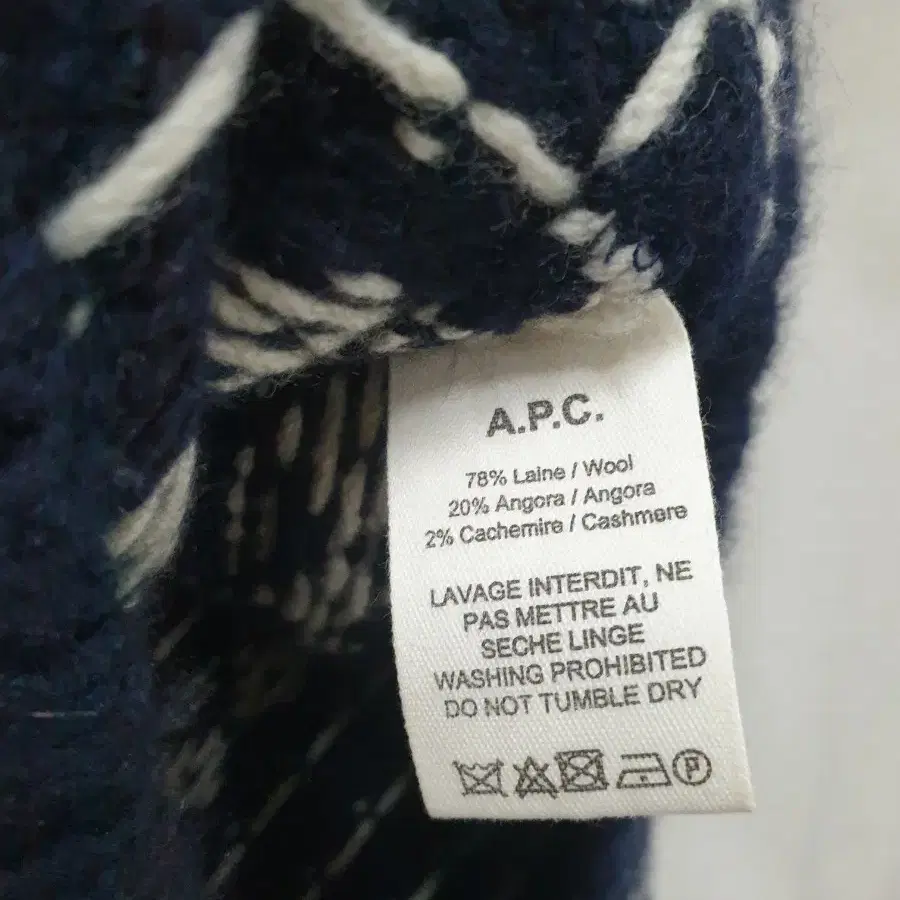 A.P.C.
78% Laine / Wool
20% Angora / Angora
2% Cachemire / Cashmere
LAVAGE INTERDIT, NE
PAS METTRE AU
SECHE LINGE
WASHING PROHIBITED
DO NOT TUMBLE DRY
P